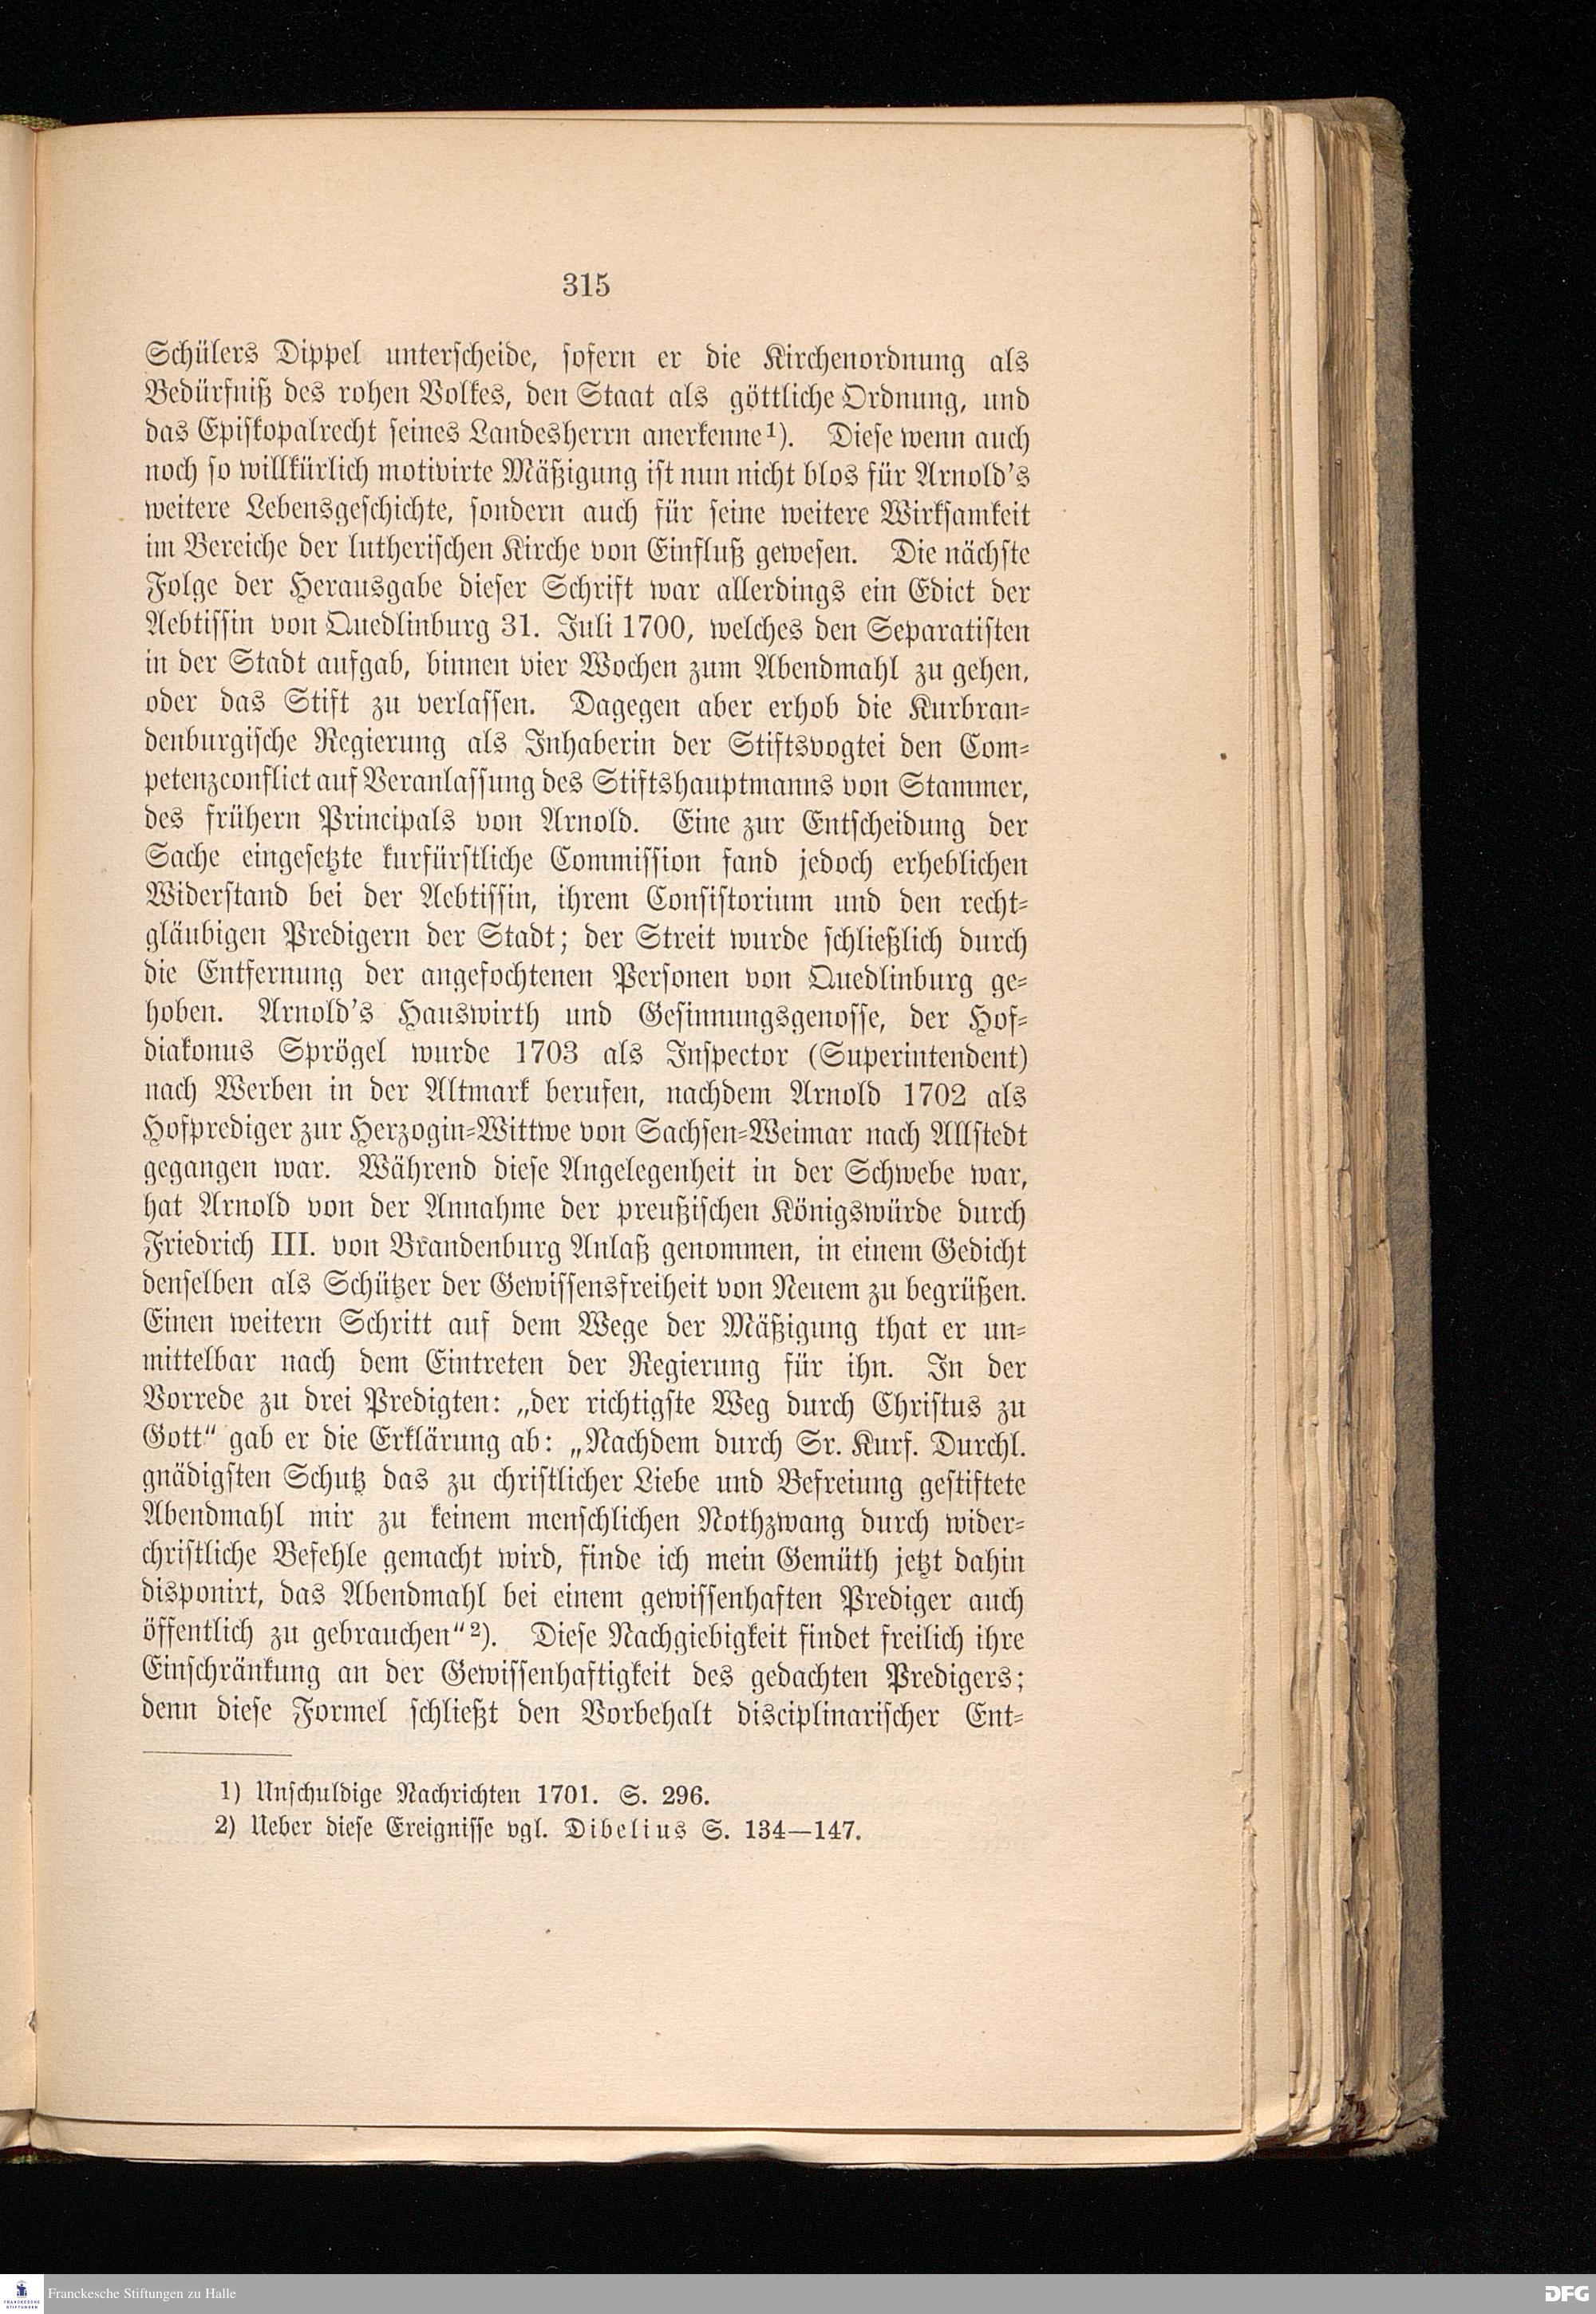 315
Schülers Dippel unterscheide, sofern er die Kirchenordnung als
Bedürfniß des rohen Volkes, den Staat als göttliche Ordnung, und
das Episkopalrecht seines Landesherrn anerkenne¹). Diese wenn auch
noch so willkürlich motivirte Mäßigung ist nun nicht blos für Arnold's
weitere Lebensgeschichte, sondern auch für seine weitere Wirksamkeit
im Bereiche der lutherischen Kirche von Einfluß gewesen. Die nächste
Folge der Herausgabe dieser Schrift war allerdings ein Edict der
Aebtissin von Quedlinburg 31. Juli 1700, welches den Separatisten
in der Stadt aufgab, binnen vier Wochen zum Abendmahl zu gehen,
oder das Stift zu verlassen. Dagegen aber erhob die Kurbran-
denburgische Regierung als Inhaberin der Stiftsvogtei den Com-
petenzconflict auf Veranlassung des Stiftshauptmanns von Stammer,
des frühern Principals von Arnold. Eine zur Entscheidung der
Sache eingesetzte kurfürstliche Commission fand jedoch erheblichen
Widerstand bei der Aebtissin, ihrem Consistorium und den recht-
gläubigen Predigern der Stadt; der Streit wurde schließlich durch
die Entfernung der angefochtenen Personen von Quedlinburg ge-
hoben. Arnold's Hauswirth und Gesinnungsgenosse, der Hof-
diakonus Sprögel wurde 1703 als Inspector (Superintendent)
nach Werben in der Altmark berufen, nachdem Arnold 1702 als
Hofprediger zur Herzogin-Wittwe von Sachsen-Weimar nach Allstedt
gegangen war. Während diese Angelegenheit in der Schwebe war,
hat Arnold von der Annahme der preußischen Königswürde durch
Friedrich III. von Brandenburg Anlaß genommen, in einem Gedicht
denselben als Schützer der Gewissensfreiheit von Neuem zu begrüßen.
Einen weitern Schritt auf dem Wege der Mäßigung that er un-
mittelbar nach dem Eintreten der Regierung für ihn. In der
Vorrede zu drei Predigten: „der richtigste Weg durch Christus zu
Gott“ gab er die Erklärung ab: „Nachdem durch Sr. Kurf. Durchl.
gnädigsten Schutz das zu christlicher Liebe und Befreiung gestiftete
Abendmahl mir zu keinem menschlichen Nothzwang durch wider-
christliche Befehle gemacht wird, finde ich mein Gemüth jetzt dahin
disponirt, das Abendmahl bei einem gewissenhaften Prediger auch
öffentlich zu gebrauchen“²). Diese Nachgiebigkeit findet freilich ihre
Einschränkung an der Gewissenhaftigkeit des gedachten Predigers;
denn diese Formel schließt den Vorbehalt disciplinarischer Ent-
1) Unschuldige Nachrichten 1701. S. 296.
2) Ueber diese Ereignisse vgl. Dibelius S. 134—147.
FRANCKESCHE
STIFTUNGEN
Franckesche Stiftungen zu Halle
DFG